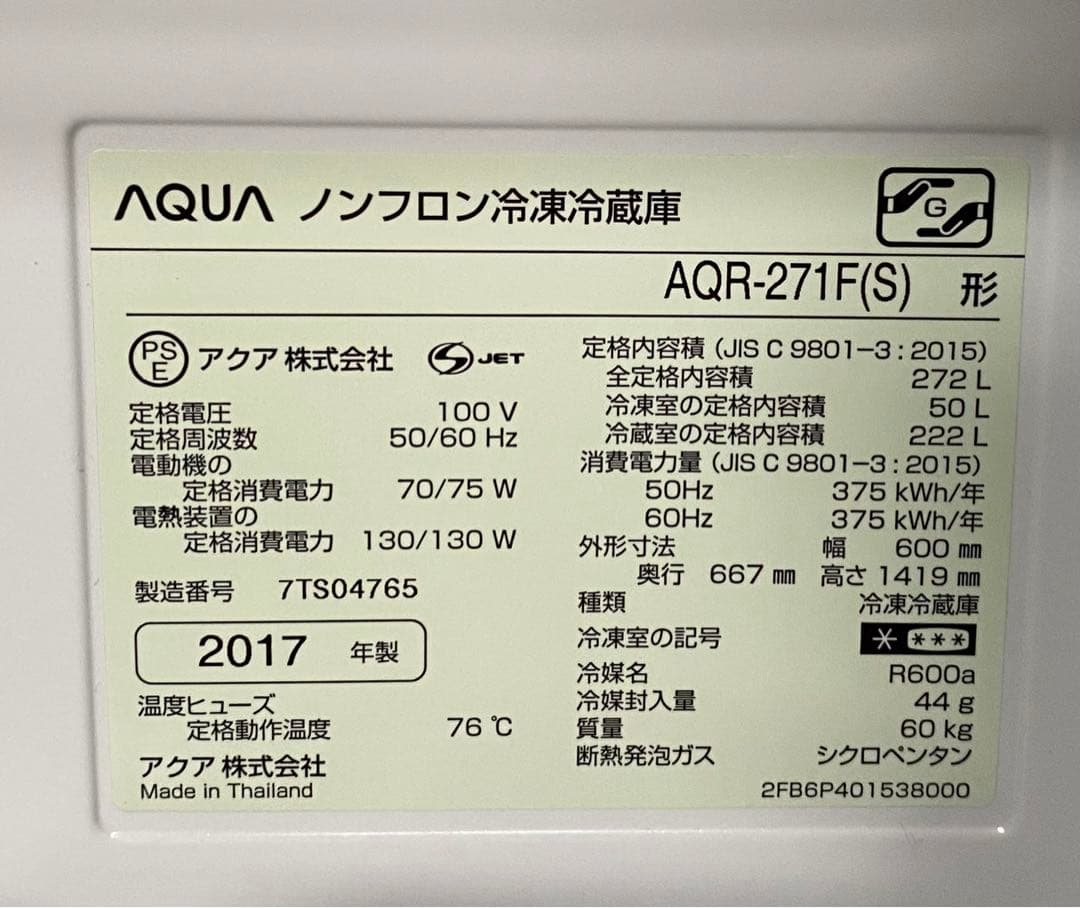 AQUA ノンフロン冷凍冷蔵庫
G
AQR-271F(S) 形
PS
E
アクア 株式会社
S JET
定格電圧 100 V
定格周波数 50/60 Hz
電動機の
定格消費電力 70/75 W
電熱装置の
定格消費電力 130/130 W
製造番号 7TS04765
2017 年製
温度ヒューズ
定格動作温度 76 ℃
アクア 株式会社
Made in Thailand
定格内容積 (JIS C 9801-3:2015)
全定格内容積 272 L
冷凍室の定格内容積 50 L
冷蔵室の定格内容積 222 L
消費電力量 (JIS C 9801-3:2015)
50Hz 375 kWh/年
60Hz 375 kWh/年
外形寸法 幅 600 ㎜
奥行 667 ㎜ 高さ 1419 ㎜
種類 冷凍冷蔵庫
冷凍室の記号 * ***
冷媒名 R600a
冷媒封入量 44 g
質量 60 kg
断熱発泡ガス シクロペンタン
2FB6P401538000